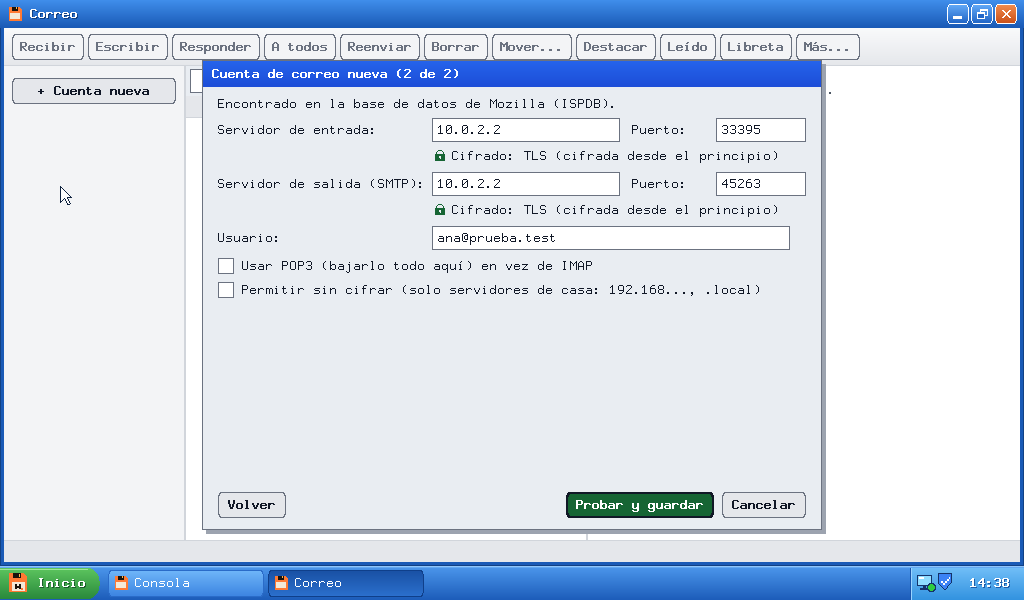 Correo
Recibir Escribir Responder A todos Reenviar Borrar Mover... Destacar Leído Libreta Más...
+ Cuenta nueva
Cuenta de correo nueva (2 de 2)
Encontrado en la base de datos de Mozilla (ISPDB).
Servidor de entrada: 10.0.2.2 Puerto: 33395
Cifrado: TLS (cifrada desde el principio)
Servidor de salida (SMTP): 10.0.2.2 Puerto: 45263
Cifrado: TLS (cifrada desde el principio)
Usuario: ana@prueba.test
Usar POP3 (bajarlo todo aquí) en vez de IMAP
Permitir sin cifrar (solo servidores de casa: 192.168..., .local)
Volver Probar y guardar Cancelar
Inicio Consola Correo 14:38